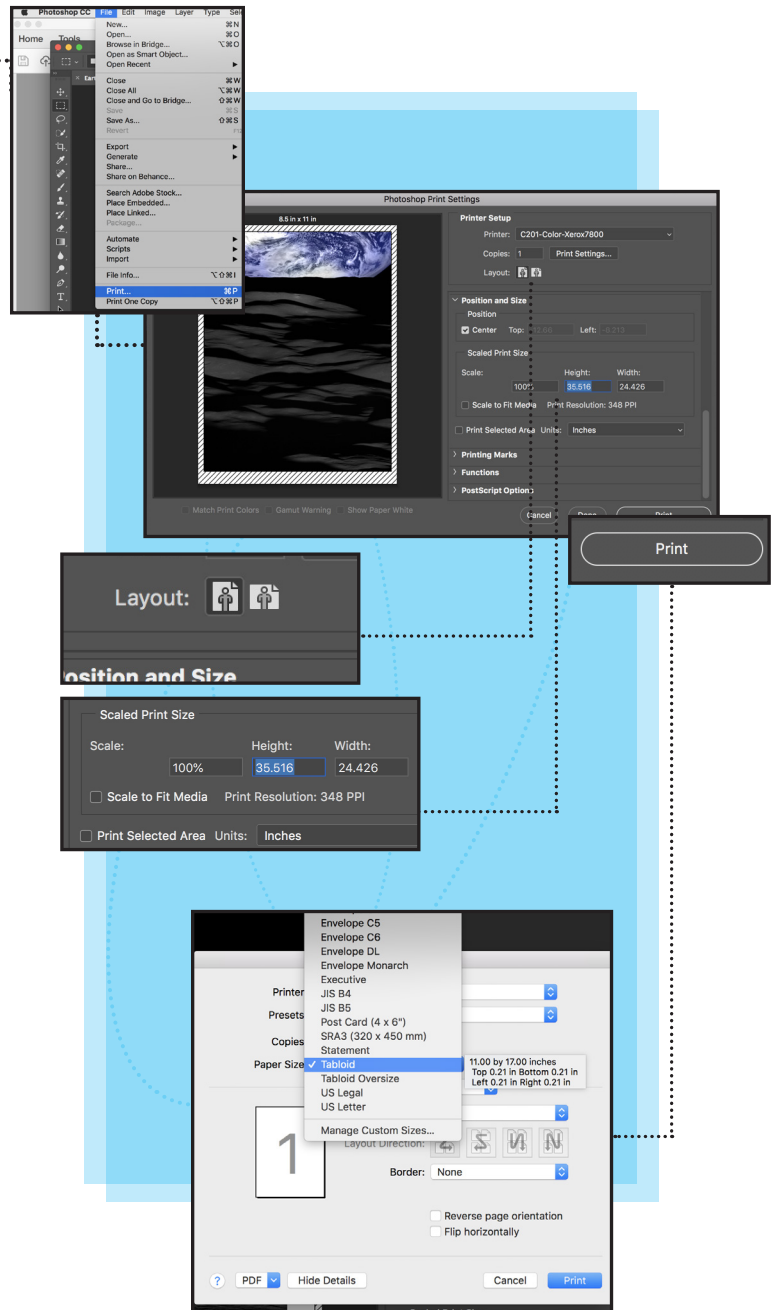 Photoshop CC File Edit Image Layer Type Sel
Home Tools
New... ⌘N
Open... ⌘O
Browse in Bridge... ⌥⌘O
Open as Smart Object...
Open Recent
Close ⌘W
Close All ⌥⌘W
Close and Go to Bridge... ⇧⌘W
Save ⌘S
Save As... ⇧⌘S
Revert
Export
Generate
Share...
Share on Behance...
Search Adobe Stock...
Place Embedded...
Place Linked...
Package...
Automate
Scripts
Import
File Info... ⌥⇧⌘I
Print... ⌘P
Print One Copy ⌥⇧⌘P
Ear
Photoshop Print Settings
8.5 in x 11 in
Printer Setup
Printer: C201-Color-Xerox7800
Copies: 1 Print Settings...
Layout:
Position and Size
Position
Center Top: Left: -8.213
Scaled Print Size
Scale: Height: Width:
100% 35.516 24.426
Scale to Fit Media Print Resolution: 348 PPI
Print Selected Area Units: Inches
Printing Marks
Functions
PostScript Options
Match Print Colors Gamut Warning Show Paper White
Cancel Done Print
Print
Layout:
osition and Size
Scaled Print Size
Scale: Height: Width:
100% 35.516 24.426
Scale to Fit Media Print Resolution: 348 PPI
Print Selected Area Units: Inches
Envelope C5
Envelope C6
Envelope DL
Envelope Monarch
Executive
JIS B4
JIS B5
Post Card (4 x 6")
SRA3 (320 x 450 mm)
Statement
✓ Tabloid
Tabloid Oversize
US Legal
US Letter
Manage Custom Sizes...
Printer
Presets
Copies
Paper Size
11.00 by 17.00 inches
Top 0.21 in Bottom 0.21 in
Left 0.21 in Right 0.21 in
1
Layout Direction:
Border: None
Reverse page orientation
Flip horizontally
? PDF Hide Details Cancel Print